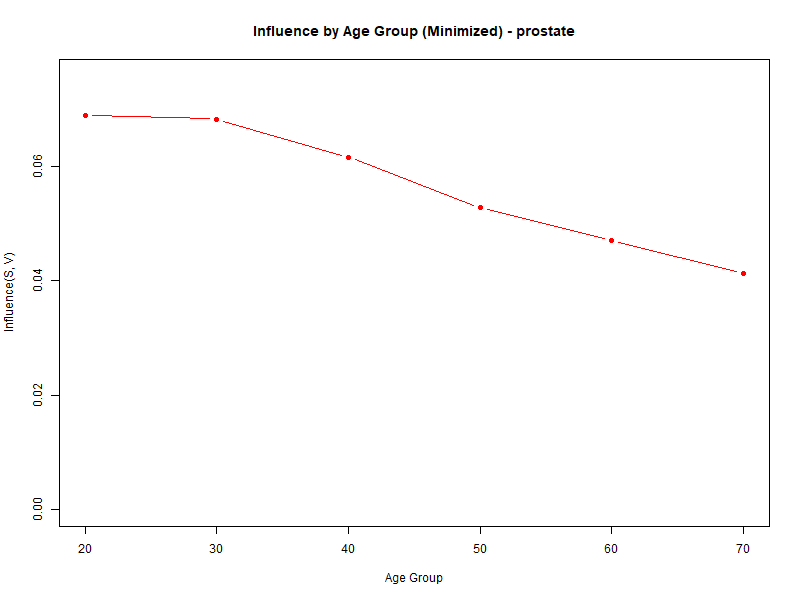 Influence by Age Group (Minimized) - prostate
Influence(S, V)
0.06
0.04
0.02
0.00
20 30 40 50 60 70
Age Group